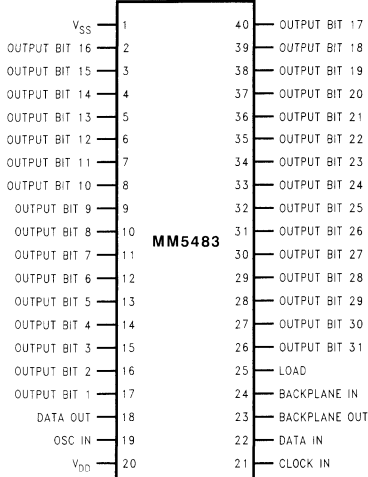 V_SS 1 40 OUTPUT BIT 17
OUTPUT BIT 16 2 39 OUTPUT BIT 18
OUTPUT BIT 15 3 38 OUTPUT BIT 19
OUTPUT BIT 14 4 37 OUTPUT BIT 20
OUTPUT BIT 13 5 36 OUTPUT BIT 21
OUTPUT BIT 12 6 35 OUTPUT BIT 22
OUTPUT BIT 11 7 34 OUTPUT BIT 23
OUTPUT BIT 10 8 33 OUTPUT BIT 24
OUTPUT BIT 9 9 32 OUTPUT BIT 25
OUTPUT BIT 8 10 31 OUTPUT BIT 26
MM5483
OUTPUT BIT 7 11 30 OUTPUT BIT 27
OUTPUT BIT 6 12 29 OUTPUT BIT 28
OUTPUT BIT 5 13 28 OUTPUT BIT 29
OUTPUT BIT 4 14 27 OUTPUT BIT 30
OUTPUT BIT 3 15 26 OUTPUT BIT 31
OUTPUT BIT 2 16 25 LOAD
OUTPUT BIT 1 17 24 BACKPLANE IN
DATA OUT 18 23 BACKPLANE OUT
OSC IN 19 22 DATA IN
V_DD 20 21 CLOCK IN